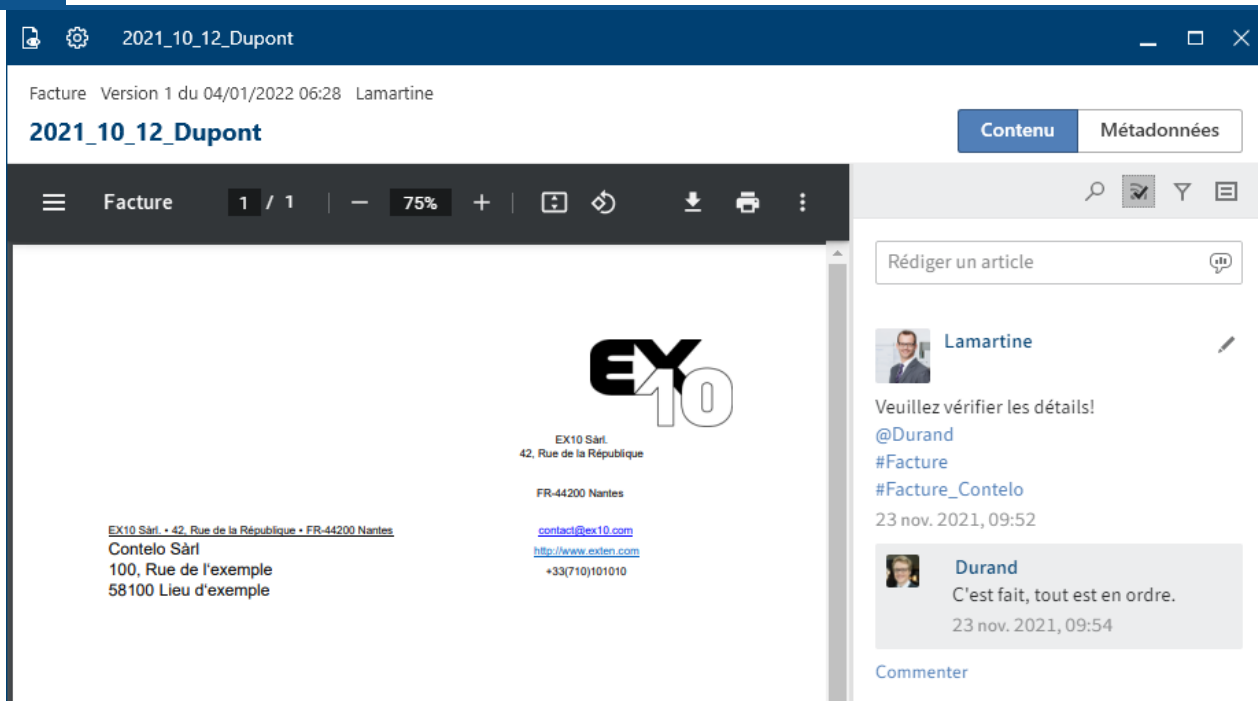 2021_10_12_Dupont
Facture Version 1 du 04/01/2022 06:28 Lamartine
2021_10_12_Dupont
Contenu Métadonnées
Facture 1 / 1 75%
Rédiger un article
EX10
EX10 Sàrl.
42, Rue de la République
FR-44200 Nantes
EX10 Sàrl. • 42, Rue de la République • FR-44200 Nantes
Contelo Sàrl
100, Rue de l'exemple
58100 Lieu d'exemple
contact@ex10.com
http://www.exten.com
+33(710)101010
Lamartine
Veuillez vérifier les détails!
@Durand
#Facture
#Facture_Contelo
23 nov. 2021, 09:52
Durand
C'est fait, tout est en ordre.
23 nov. 2021, 09:54
Commenter